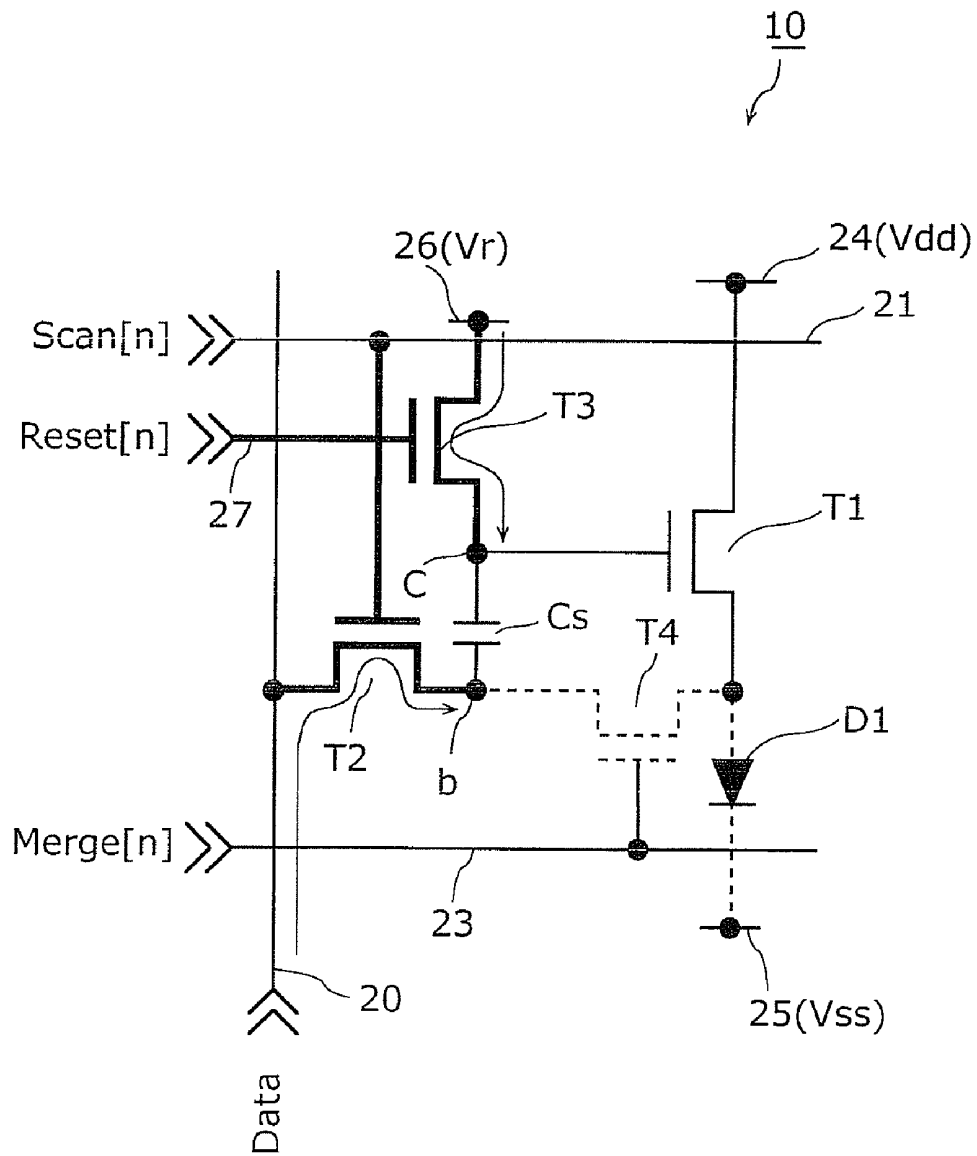 10
26(Vr)
24(Vdd)
Scan[n]
21
T3
Reset[n]
27
T1
C
Cs
T4
T2
D1
b
Merge[n]
23
20
25(Vss)
Data